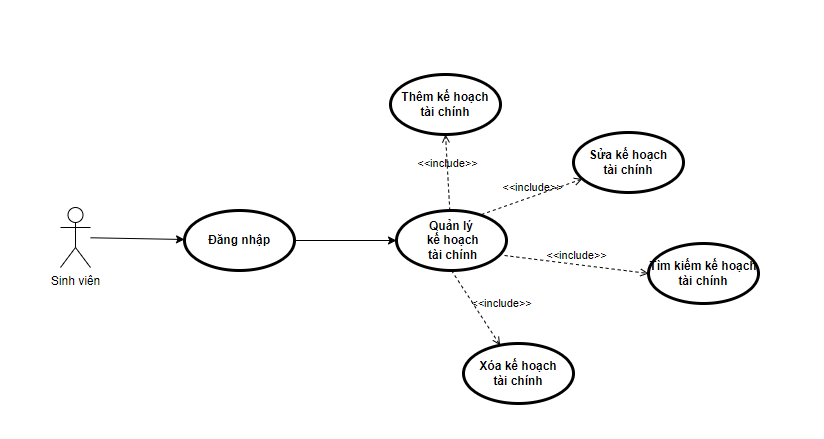 Thêm kế hoạch
tài chính
<<include>>
Sửa kế hoạch
tài chính
<<include>>
Quản lý
kế hoạch
tài chính
Đăng nhập
<<include>>
Tìm kiếm kế hoạch
tài chính
Sinh viên
<<include>>
Xóa kế hoạch
tài chính